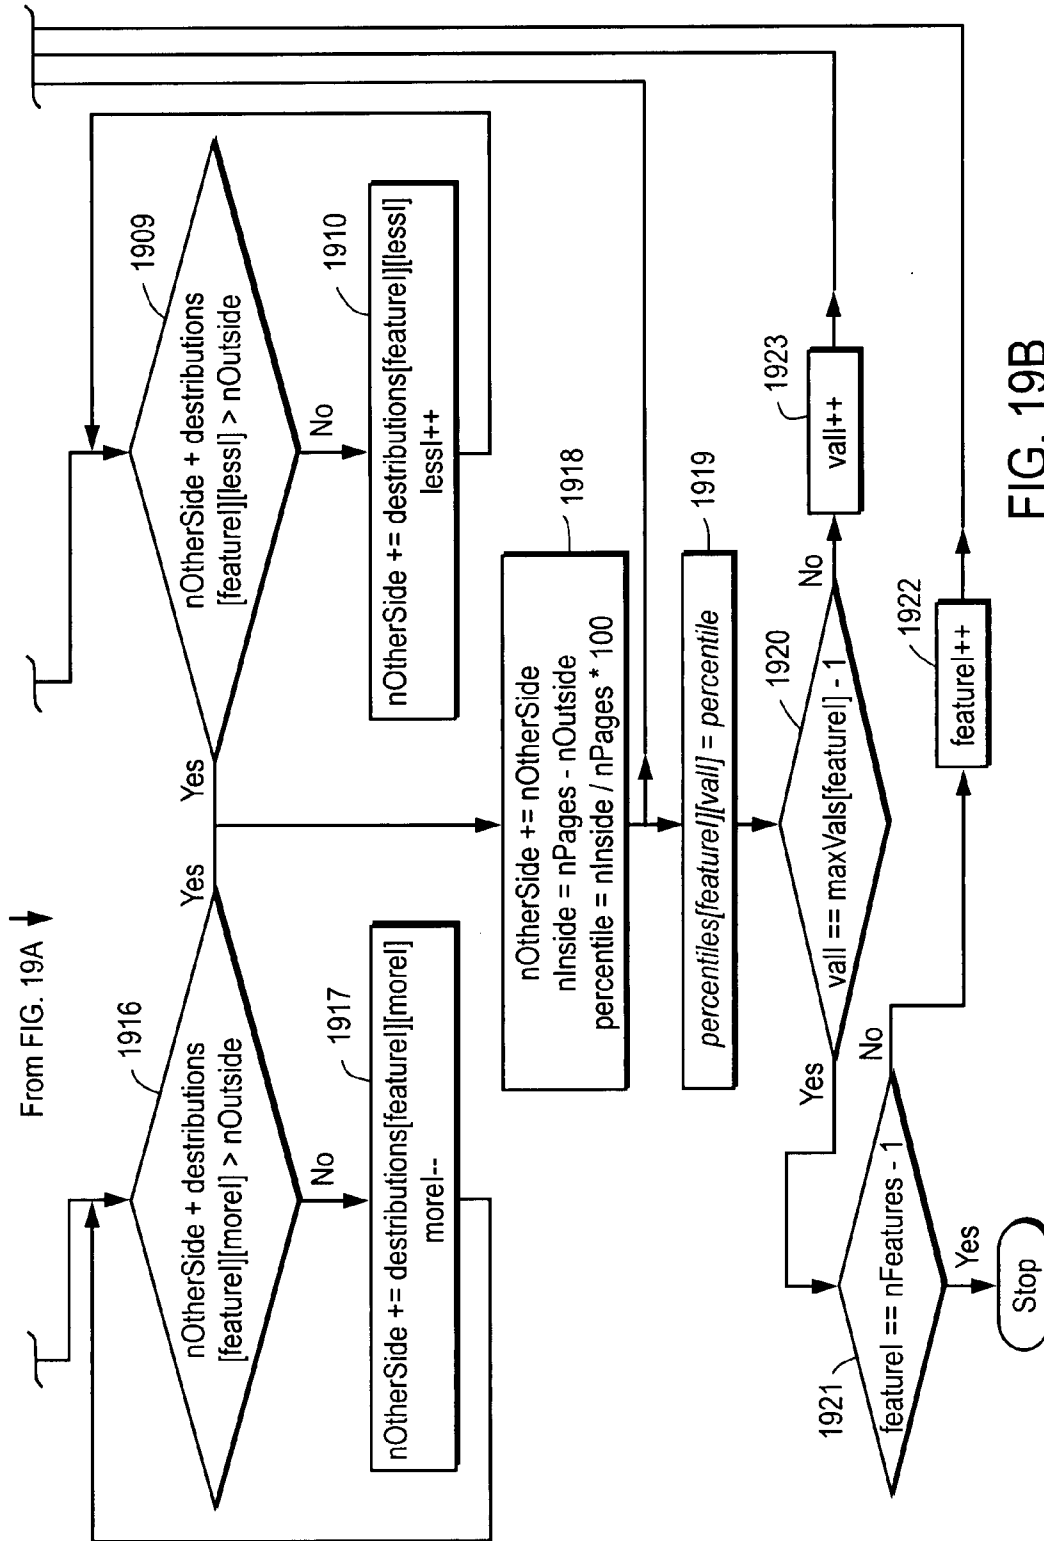 From FIG. 19A
1916
nOtherSide + destributions
[featureI][moreI] > nOutside
Yes
No
1917
nOtherSide += destributions[featureI][moreI]
moreI--
1909
nOtherSide + destributions
[featureI][lessI] > nOutside
Yes
No
1910
nOtherSide += destributions[featureI][lessI]
lessI++
1918
nOtherSide += nOtherSide
nInside = nPages - nOutside
percentile = nInside / nPages * 100
1919
percentiles[featureI][valI] = percentile
1920
valI == maxVals[featureI] - 1
Yes
No
1923
valI++
1921
featureI == nFeatures - 1
No
Yes
1922
featureI++
Stop
FIG. 19B